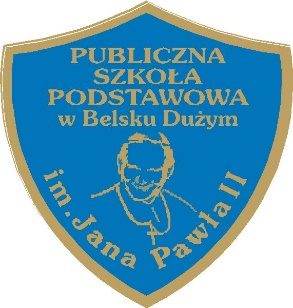 PUBLICZNA
SZKOŁA
PODSTAWOWA
w Belsku Dużym
im. Jana Pawła II